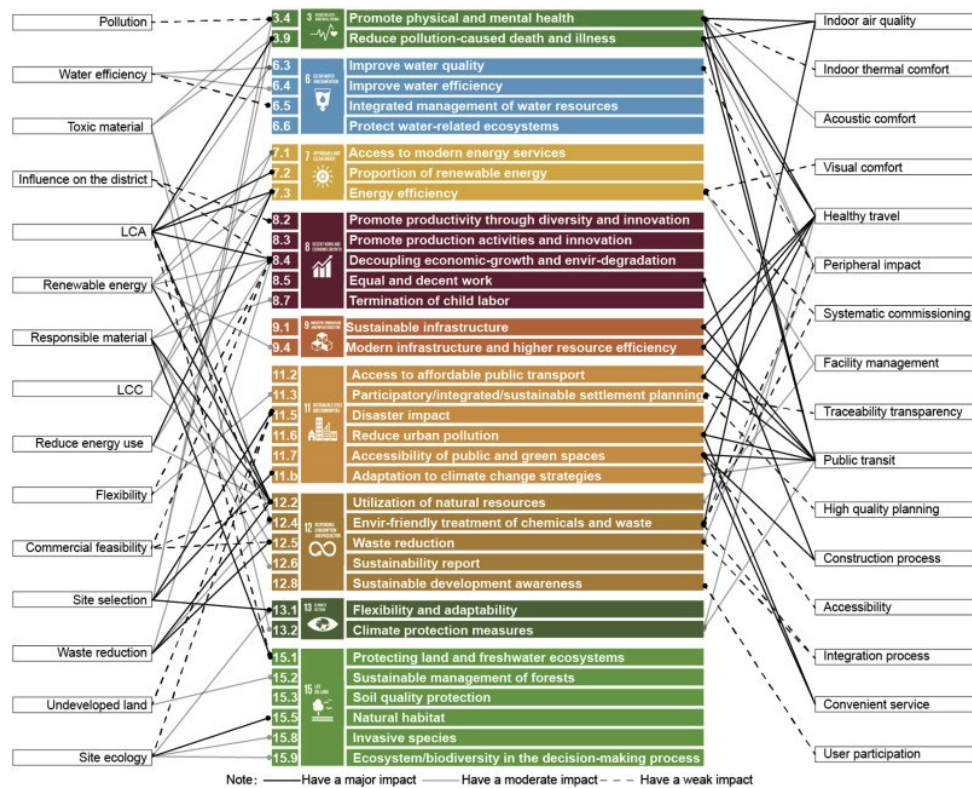 Pollution
Water efficiency
Toxic material
Influence on the district
LCA
Renewable energy
Responsible material
LCC
Reduce energy use
Flexibility
Commercial feasibility
Site selection
Waste reduction
Undeveloped land
Site ecology
3
3.4 Promote physical and mental health
3.9 Reduce pollution-caused death and illness
6
6.3 Improve water quality
6.4 Improve water efficiency
6.5 Integrated management of water resources
6.6 Protect water-related ecosystems
7
7.1 Access to modern energy services
7.2 Proportion of renewable energy
7.3 Energy efficiency
8
8.2 Promote productivity through diversity and innovation
8.3 Promote production activities and innovation
8.4 Decoupling economic-growth and envir-degradation
8.5 Equal and decent work
8.7 Termination of child labor
9
9.1 Sustainable infrastructure
9.4 Modern infrastructure and higher resource efficiency
11
11.2 Access to affordable public transport
11.3 Participatory/integrated/sustainable settlement planning
11.5 Disaster impact
11.6 Reduce urban pollution
11.7 Accessibility of public and green spaces
11.b Adaptation to climate change strategies
12
12.2 Utilization of natural resources
12.4 Envir-friendly treatment of chemicals and waste
12.5 Waste reduction
12.6 Sustainability report
12.8 Sustainable development awareness
13
13.1 Flexibility and adaptability
13.2 Climate protection measures
15
15.1 Protecting land and freshwater ecosystems
15.2 Sustainable management of forests
15.3 Soil quality protection
15.5 Natural habitat
15.8 Invasive species
15.9 Ecosystem/biodiversity in the decision-making process
Indoor air quality
Indoor thermal comfort
Acoustic comfort
Visual comfort
Healthy travel
Peripheral impact
Systematic commissioning
Facility management
Traceability transparency
Public transit
High quality planning
Construction process
Accessibility
Integration process
Convenient service
User participation
Note: Have a major impact Have a moderate impact Have a weak impact